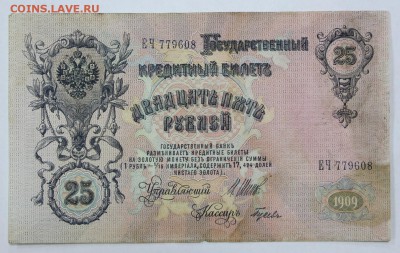 COINS.LAVE.RU
ЕЧ 779608
ГОСУДАРСТВЕННЫЙ
25
КРЕДИТНЫЙ БИЛЕТЪ
ДВАДЦАТЬ ПЯТЬ
РУБЛЕЙ
ГОСУДАРСТВЕННЫЙ БАНКЪ
РАЗМѢНИВАЕТЪ КРЕДИТНЫЕ БИЛЕТЫ
НА ЗОЛОТУЮ МОНЕТУ БЕЗЪ ОГРАНИЧЕНІЯ СУММЫ
(1 РУБЛЬ = 1/15 ИМПЕРІАЛА, СОДЕРЖИТЪ 17,424 ДОЛЕЙ
ЧИСТАГО ЗОЛОТА).
ЕЧ 779608
25
Управляющій
Кассиръ
1909